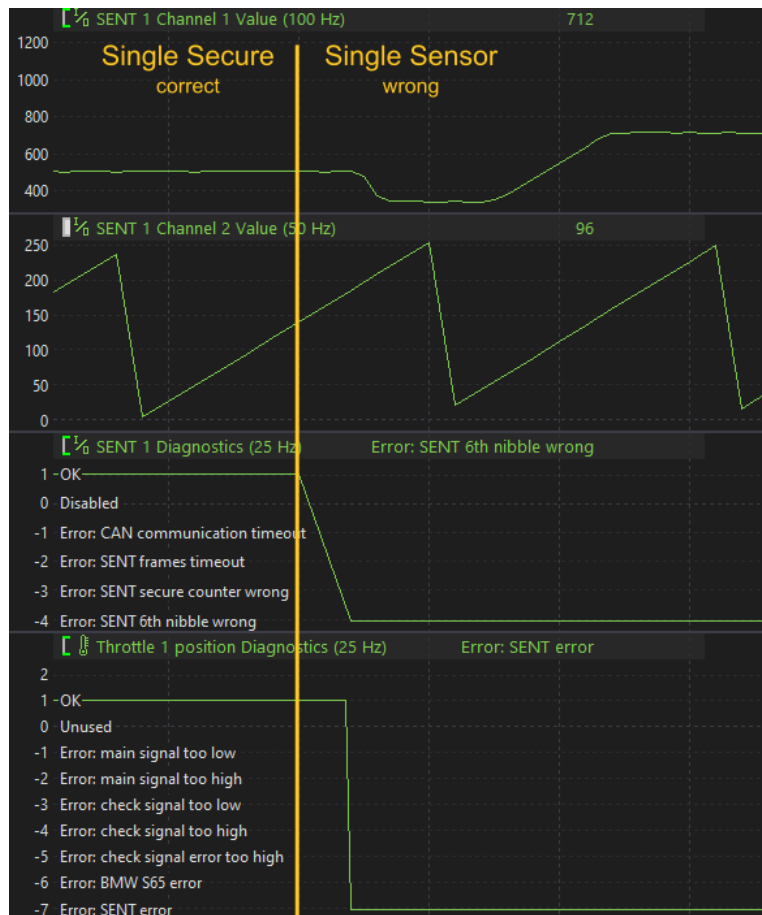 SENT 1 Channel 1 Value (100 Hz) 712
1200
Single Secure Single Sensor
correct wrong
1000
800
600
400
SENT 1 Channel 2 Value (50 Hz) 96
250
200
150
100
50
0
SENT 1 Diagnostics (25 Hz) Error: SENT 6th nibble wrong
1 OK
0 Disabled
-1 Error: CAN communication timeout
-2 Error: SENT frames timeout
-3 Error: SENT secure counter wrong
-4 Error: SENT 6th nibble wrong
Throttle 1 position Diagnostics (25 Hz) Error: SENT error
2
1 OK
0 Unused
-1 Error: main signal too low
-2 Error: main signal too high
-3 Error: check signal too low
-4 Error: check signal too high
-5 Error: check signal error too high
-6 Error: BMW S65 error
-7 Error: SENT error